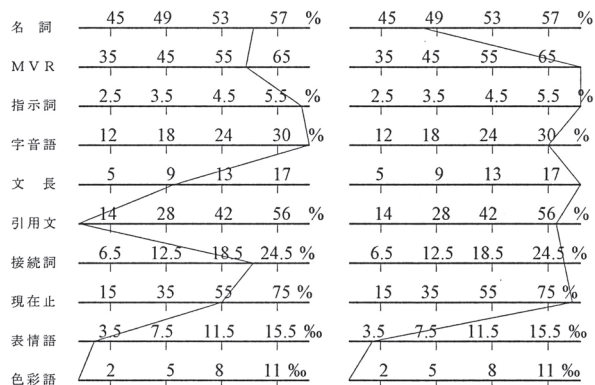 45 49 53 57 % 45 49 53 57 %
名詞
35 45 55 65 35 45 55 65
MVR
2.5 3.5 4.5 5.5 % 2.5 3.5 4.5 5.5 %
指示詞
12 18 24 30 % 12 18 24 30 %
字音語
5 9 13 17 5 9 13 17
文長
14 28 42 56 % 14 28 42 56 %
引用文
6.5 12.5 18.5 24.5 % 6.5 12.5 18.5 24.5 %
接続詞
15 35 55 75 % 15 35 55 75 %
現在止
3.5 7.5 11.5 15.5 ‰ 3.5 7.5 11.5 15.5 ‰
表情語
2 5 8 11 ‰ 2 5 8 11 ‰
色彩語